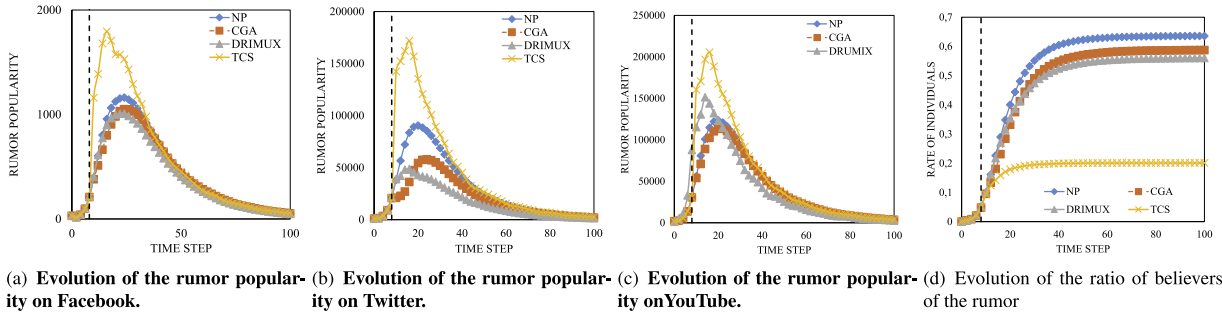 2000
1000
0
0
50
100
RUMOR POPULARITY
TIME STEP
NP
CGA
DRIMUX
TCS
200000
150000
100000
50000
0
0
20
40
60
80
100
RUMOR POPULARITY
TIME STEP
NP
CGA
DRIMUX
TCS
250000
200000
150000
100000
50000
0
0
20
40
60
80
100
RUMOR POPULARITY
TIME STEP
NP
CGA
DRUMIX
TCS
0,7
0,6
0,5
0,4
0,3
0,2
0,1
0
0
20
40
60
80
100
RATE OF INDIVIDUALS
TIME STEP
NP
CGA
DRIMUX
TCS
(a) Evolution of the rumor popular-
ity on Facebook.
(b) Evolution of the rumor popular-
ity on Twitter.
(c) Evolution of the rumor popular-
ity onYouTube.
(d) Evolution of the ratio of believers
of the rumor